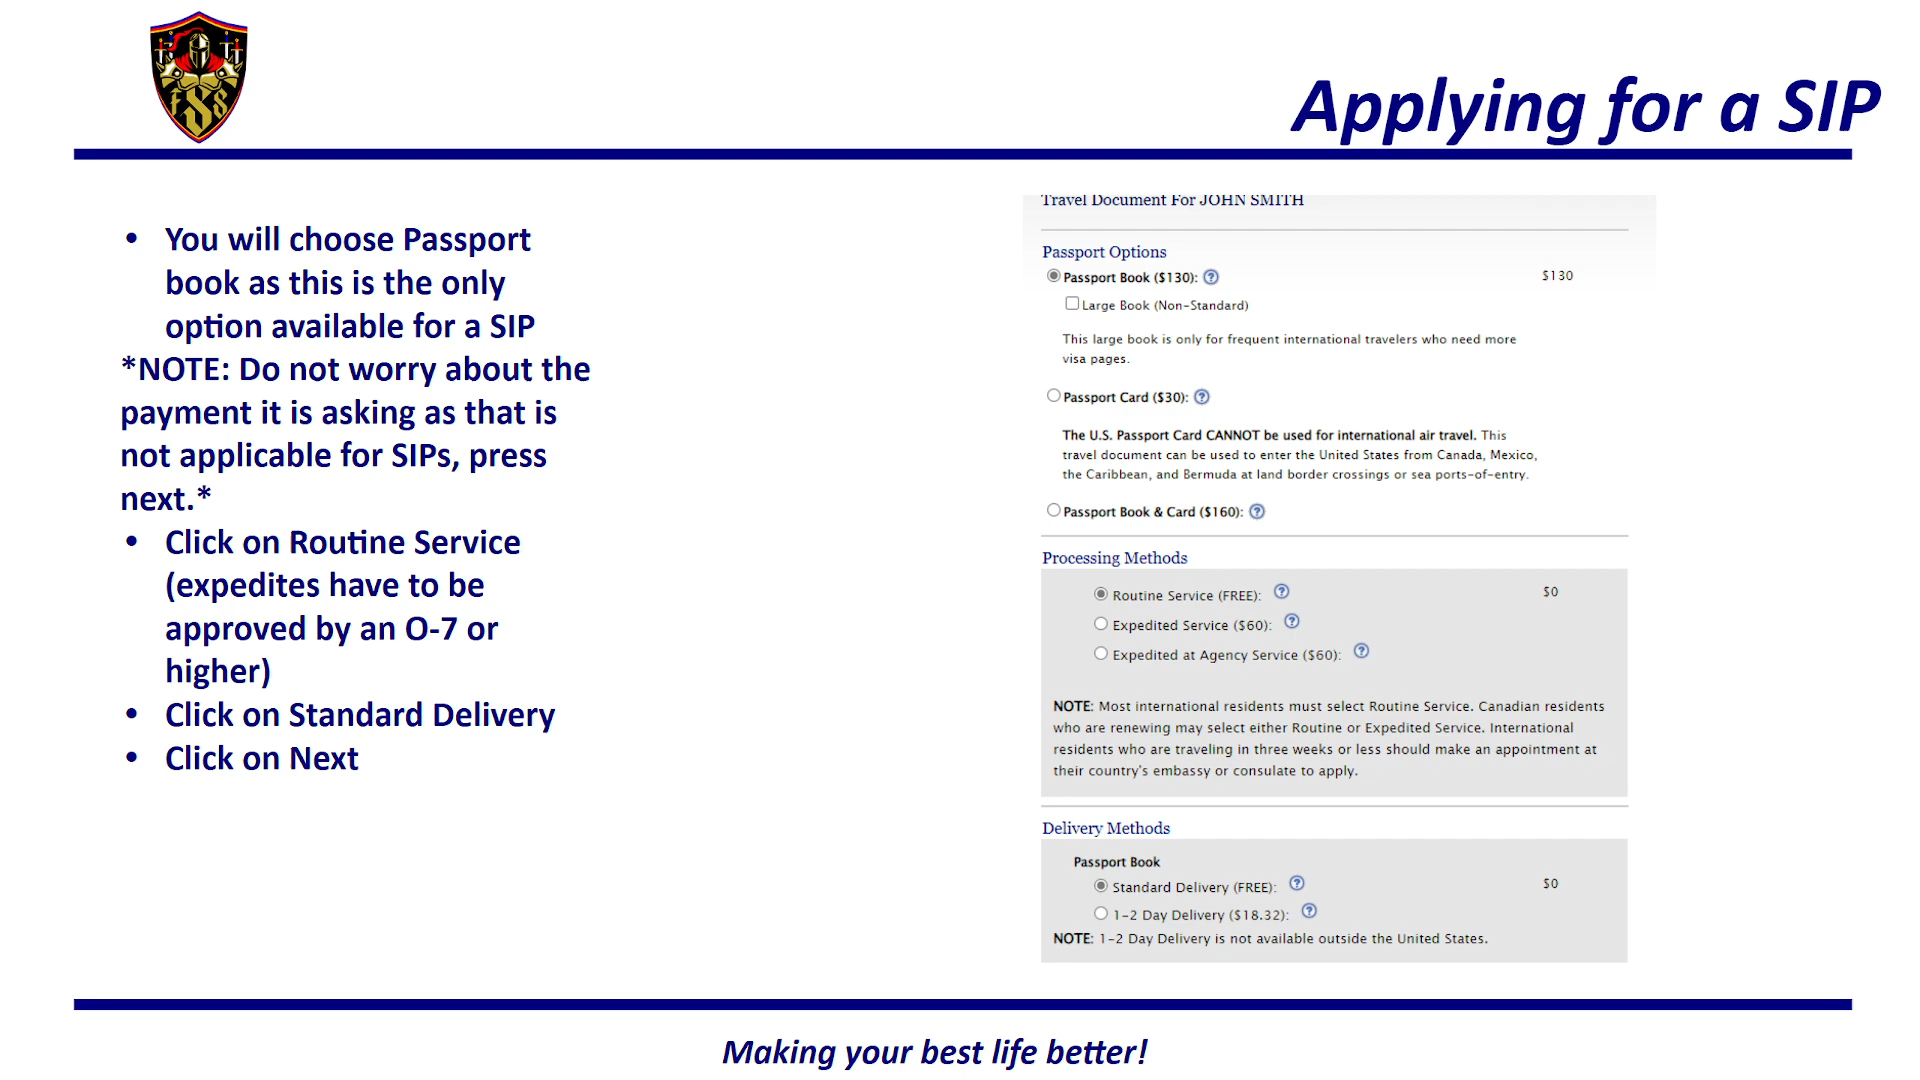 Applying for a SIP
• You will choose Passport
book as this is the only
option available for a SIP
*NOTE: Do not worry about the
payment it is asking as that is
not applicable for SIPs, press
next.*
• Click on Routine Service
(expedites have to be
approved by an O-7 or
higher)
• Click on Standard Delivery
• Click on Next
Travel Document For JOHN SMITH
Passport Options
Passport Book ($130): ? $130
Large Book (Non-Standard)
This large book is only for frequent international travelers who need more
visa pages.
Passport Card ($30): ?
The U.S. Passport Card CANNOT be used for international air travel. This
travel document can be used to enter the United States from Canada, Mexico,
the Caribbean, and Bermuda at land border crossings or sea ports-of-entry.
Passport Book & Card ($160): ?
Processing Methods
Routine Service (FREE): ? $0
Expedited Service ($60): ?
Expedited at Agency Service ($60): ?
NOTE: Most international residents must select Routine Service. Canadian residents
who are renewing may select either Routine or Expedited Service. International
residents who are traveling in three weeks or less should make an appointment at
their country's embassy or consulate to apply.
Delivery Methods
Passport Book
Standard Delivery (FREE): ? $0
1-2 Day Delivery ($18.32): ?
NOTE: 1-2 Day Delivery is not available outside the United States.
Making your best life better!